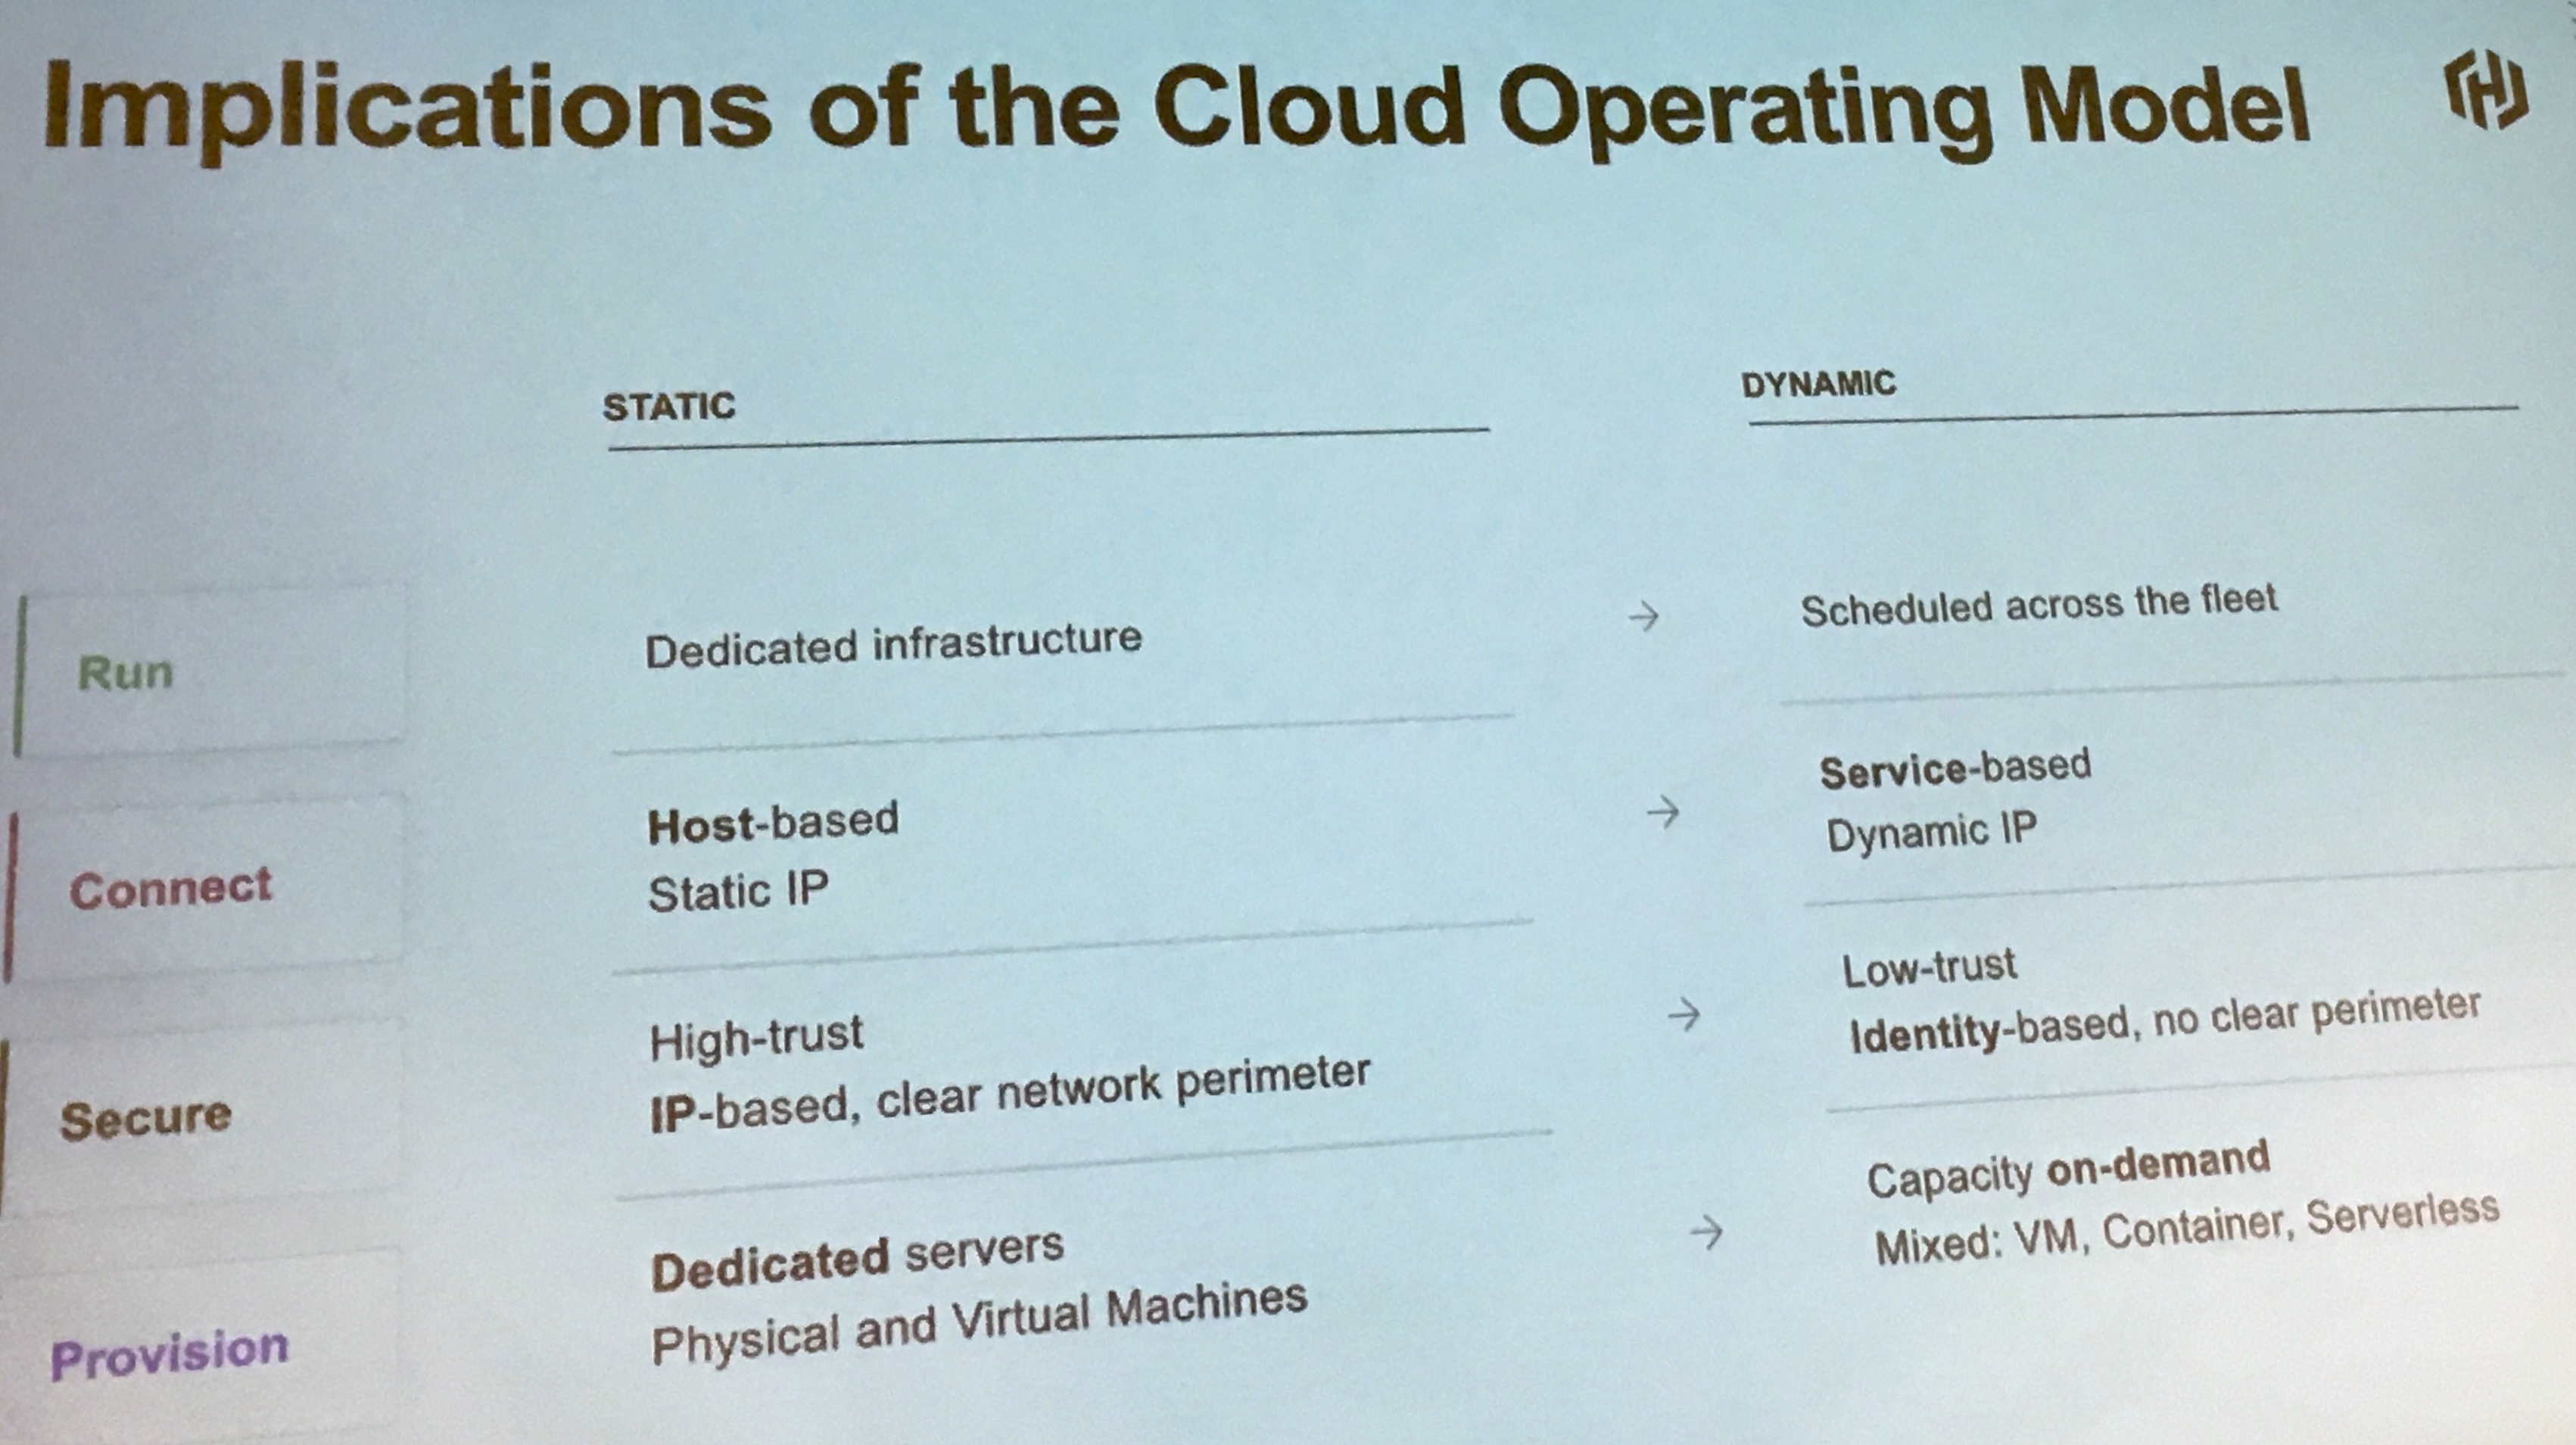 Implications of the Cloud Operating Model
STATIC
DYNAMIC
Run
Dedicated infrastructure
→
Scheduled across the fleet
Connect
Host-based
Static IP
→
Service-based
Dynamic IP
Secure
High-trust
IP-based, clear network perimeter
→
Low-trust
Identity-based, no clear perimeter
Provision
Dedicated servers
Physical and Virtual Machines
→
Capacity on-demand
Mixed: VM, Container, Serverless